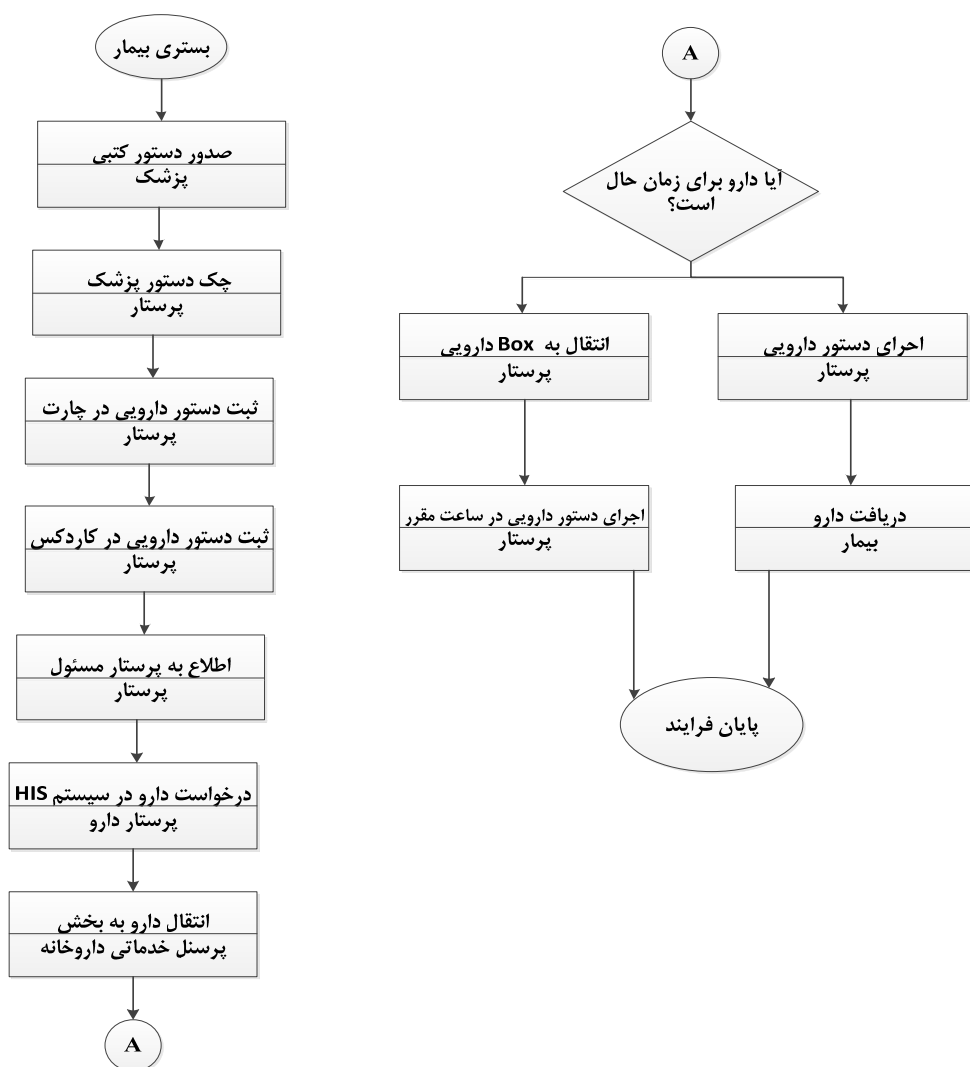 بستری بیمار
صدور دستور کتبی
پزشک
چک دستور پزشک
پرستار
ثبت دستور دارویی در چارت
پرستار
ثبت دستور دارویی در کاردکس
پرستار
اطلاع به پرستار مسئول
پرستار
درخواست دارو در سیستم HIS
پرستار دارو
انتقال دارو به بخش
پرسنل خدماتی داروخانه
A
A
آیا دارو برای زمان حال
است؟
احرای دستور دارویی
پرستار
دریافت دارو
بیمار
انتقال به Box دارویی
پرستار
اجرای دستور دارویی در ساعت مقرر
پرستار
پایان فرایند